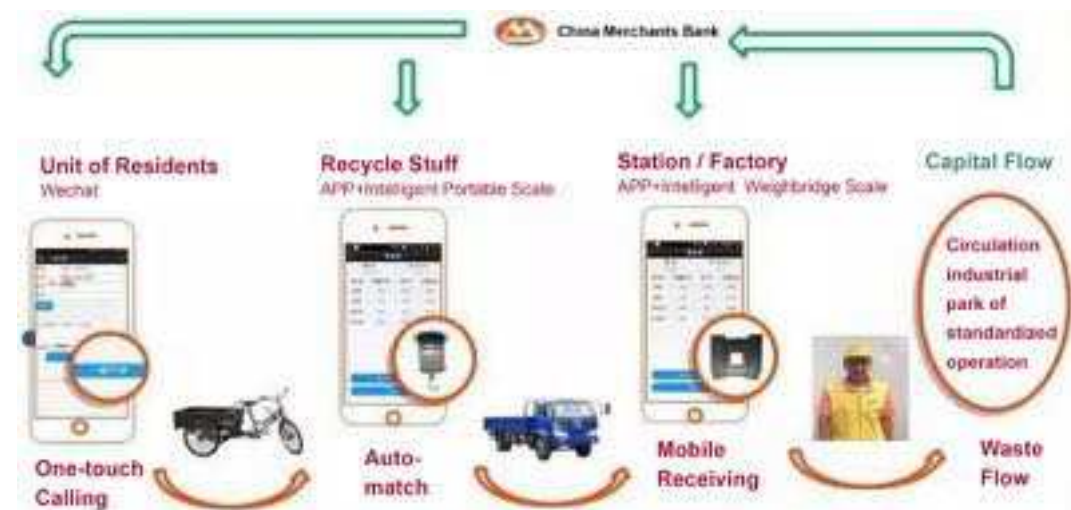 China Merchants Bank
Unit of Residents
Wechat
Recycle Stuff
APP+Intelligent Portable Scale
Station / Factory
APP+Intelligent Weighbridge Scale
Capital Flow
Circulation
industrial
park of
standardized
operation
One-touch
Calling
Auto-
match
Mobile
Receiving
Waste
Flow